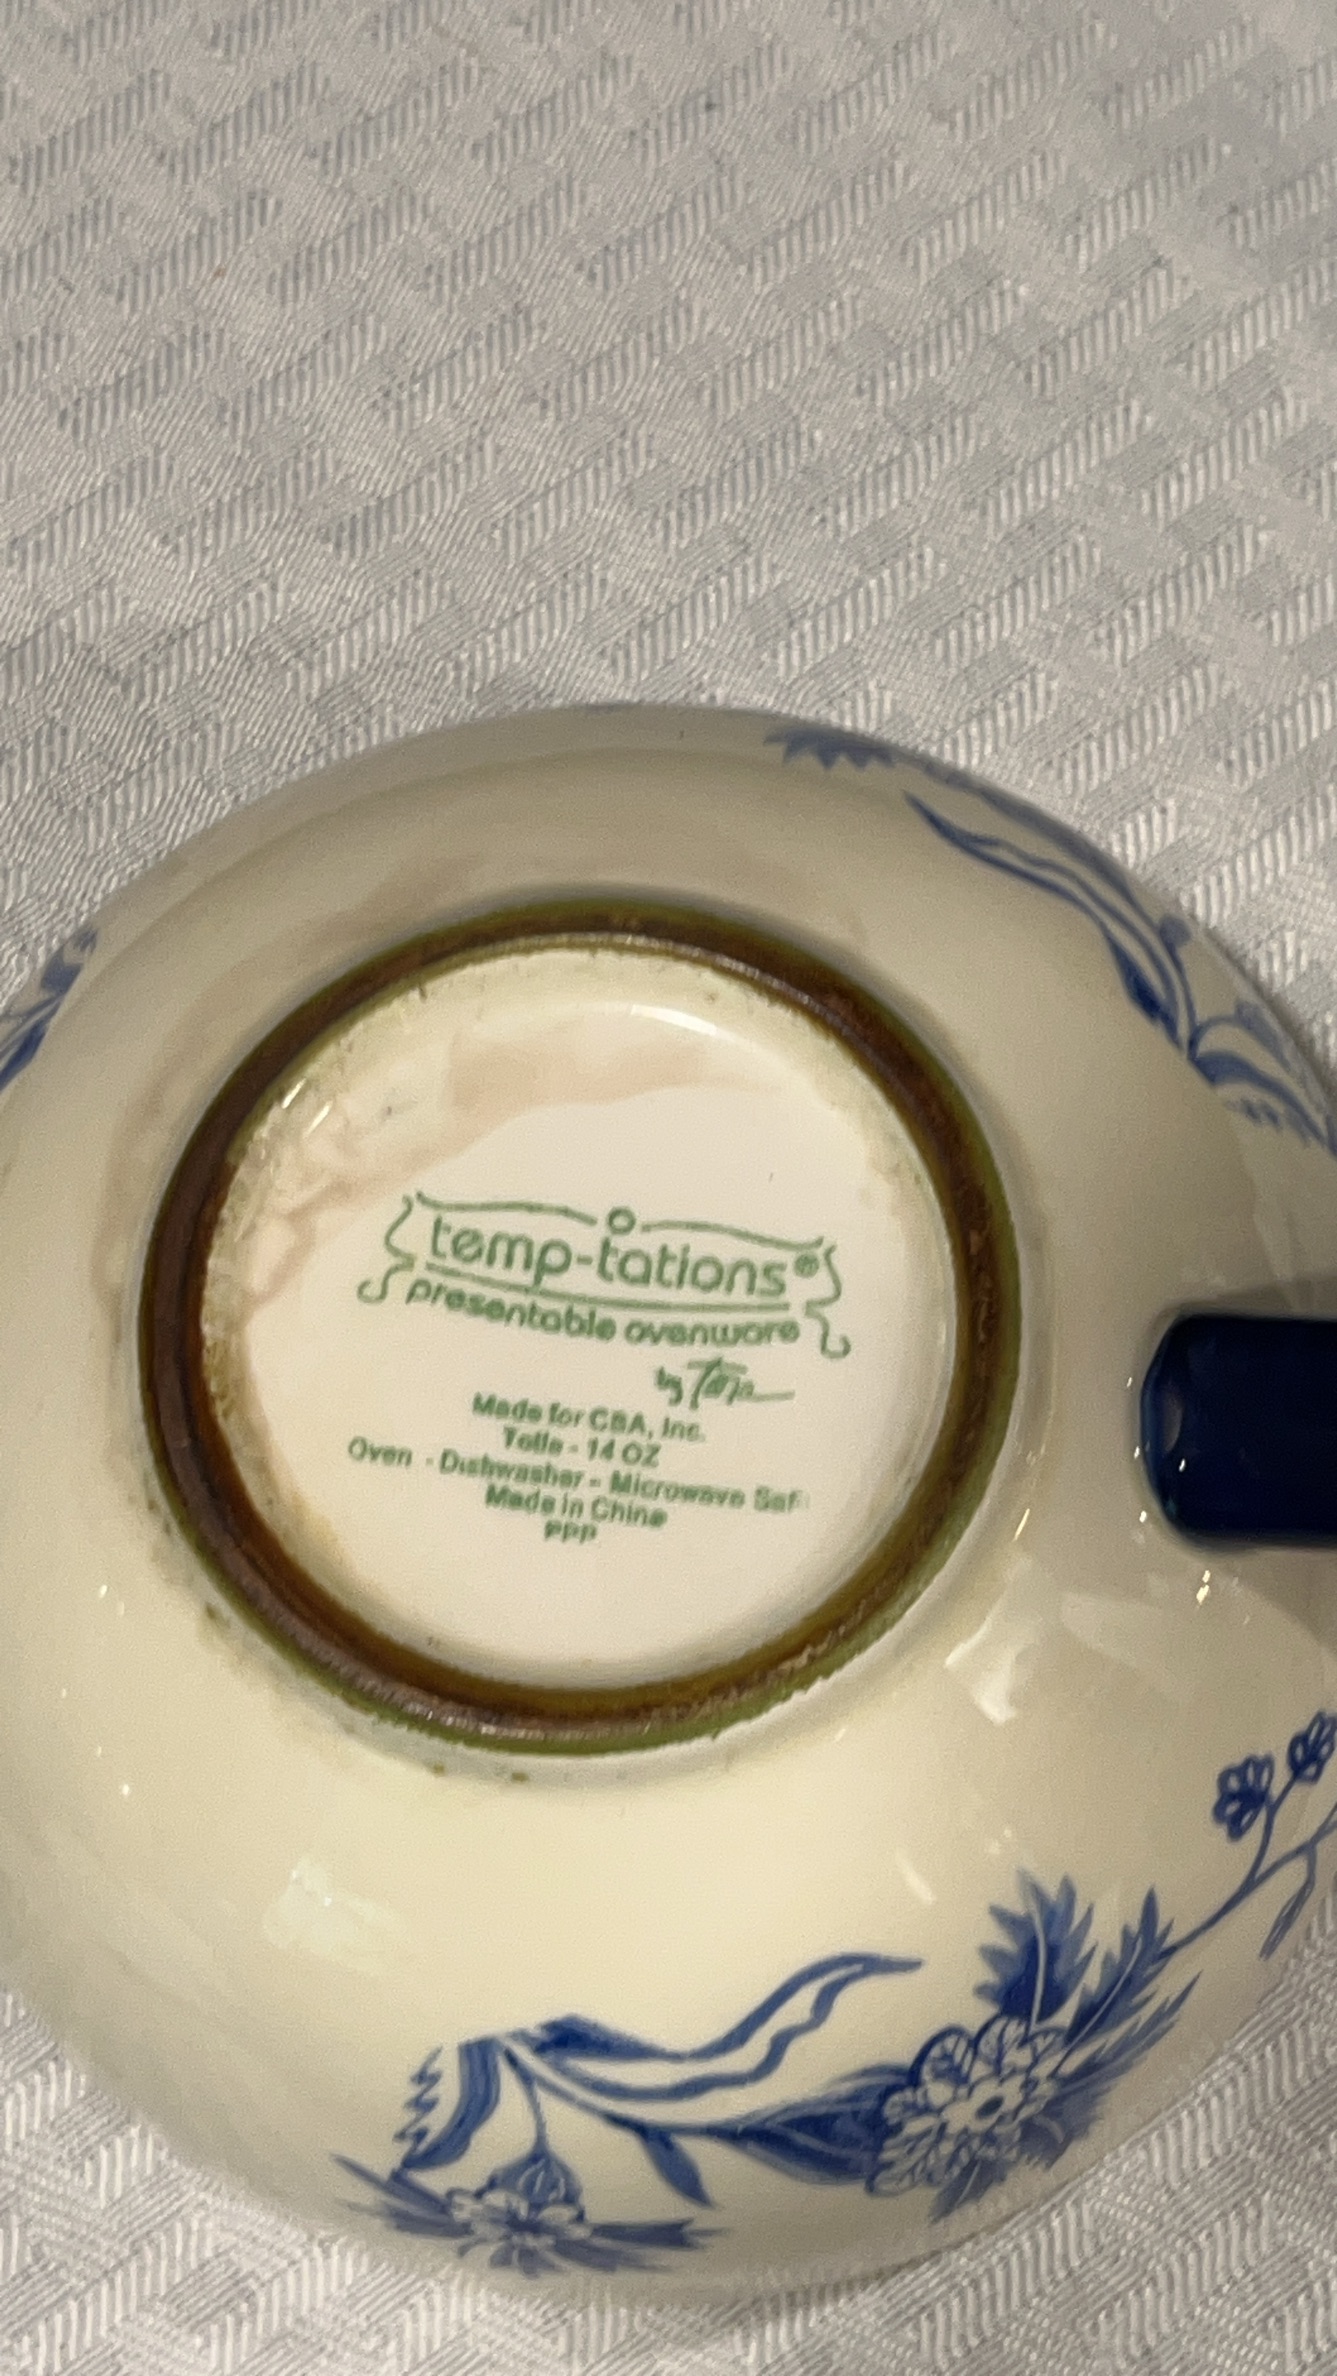 temp-tations®
presentable ovenware
by Tara
Made for CBA, Inc.
14 OZ
Oven - Dishwasher - Microwave Saf
Made in China
PPP